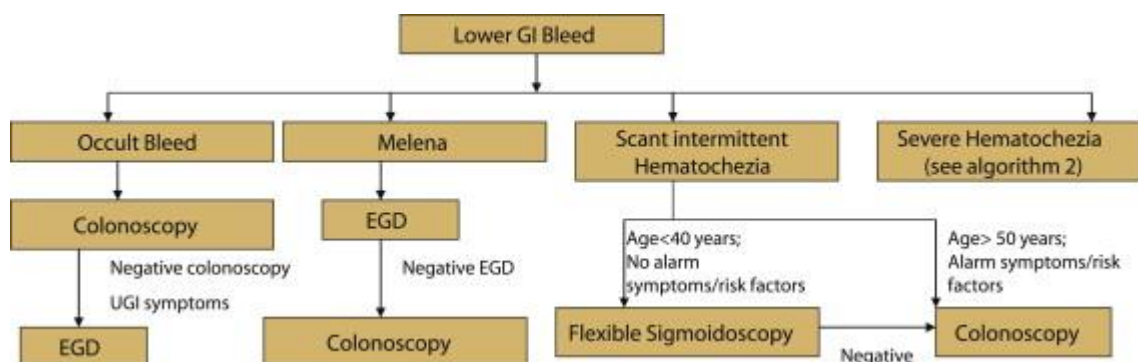 Lower GI Bleed
Occult Bleed
Melena
Scant intermittent
Hematochezia
Severe Hematochezia
(see algorithm 2)
Colonoscopy
Negative colonoscopy
UGI symptoms
EGD
EGD
Negative EGD
Colonoscopy
Age<40 years;
No alarm
symptoms/risk factors
Flexible Sigmoidoscopy
Negative
Age> 50 years;
Alarm symptoms/risk
factors
Colonoscopy